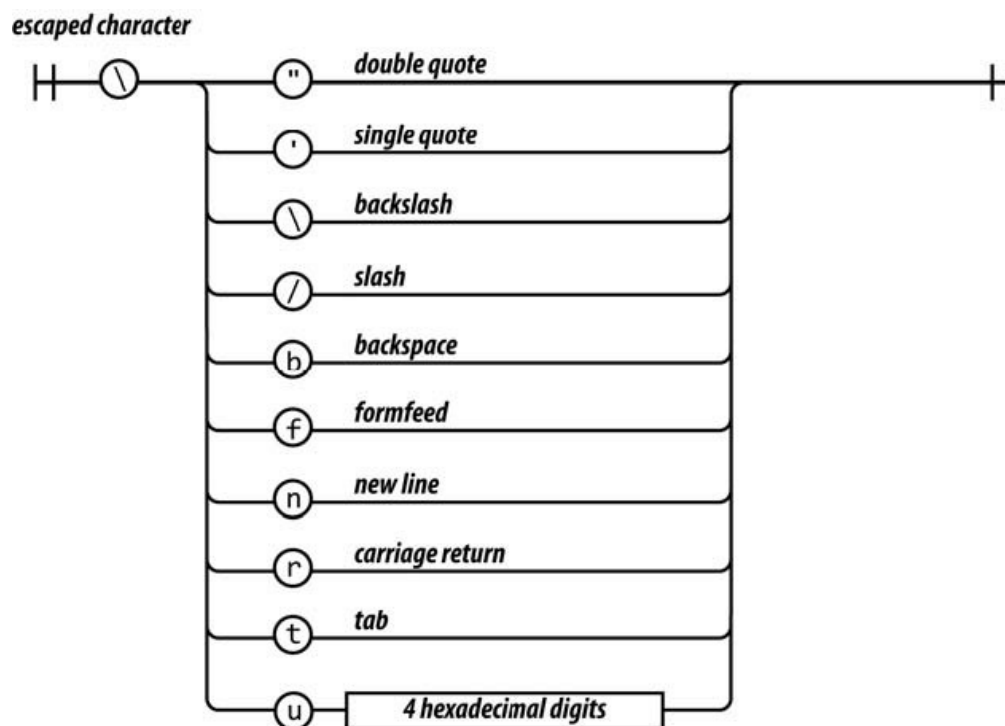 escaped character
\
" double quote
' single quote
\ backslash
/ slash
b backspace
f formfeed
n new line
r carriage return
t tab
u 4 hexadecimal digits